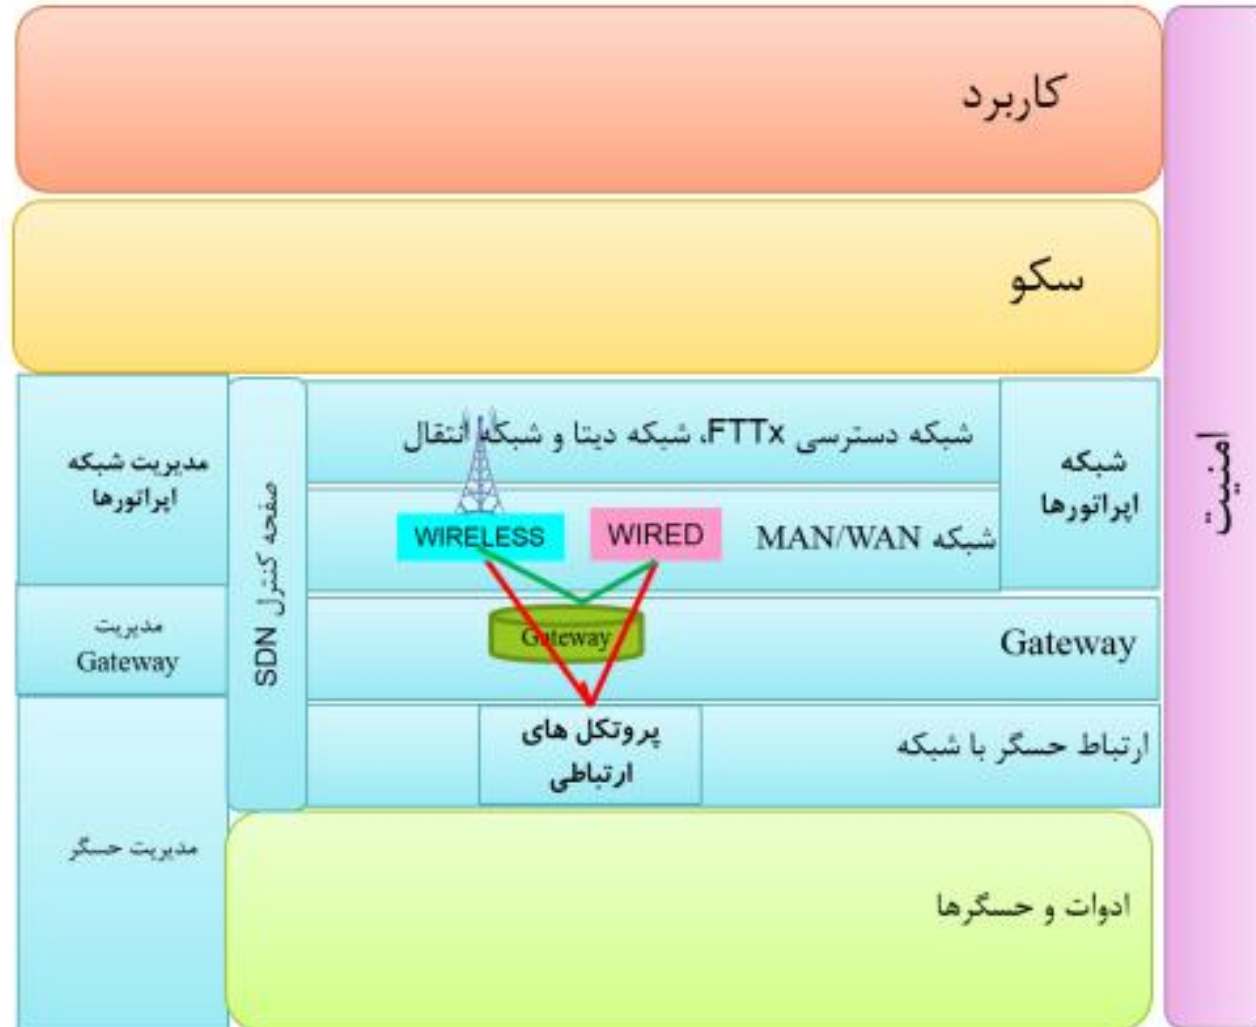 کاربرد
سکو
امنیت
شبکه
اپراتورها
شبکه دسترسی FTTx، شبکه دیتا و شبکه انتقال
شبکه MAN/WAN
WIRED
WIRELESS
صفحه کنترل SDN
مدیریت شبکه
اپراتورها
Gateway
Gateway
مدیریت
Gateway
ارتباط حسگر با شبکه
پروتکل های
ارتباطی
مدیریت حسگر
ادوات و حسگرها